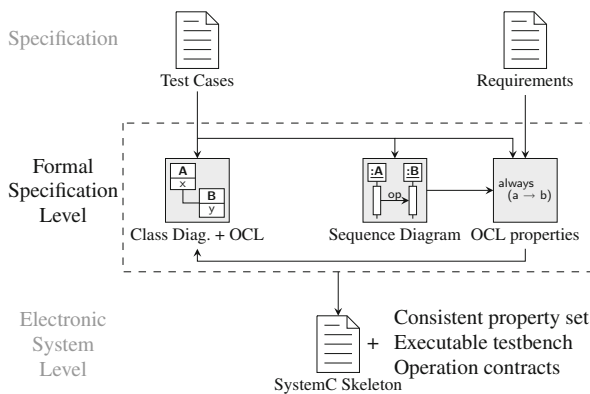 Specification
Test Cases
Requirements
Formal
Specification
Level
A
x
B
y
:A
:B
op
always
(a → b)
Class Diag. + OCL
Sequence Diagram
OCL properties
Electronic
System
Level
SystemC Skeleton
+
Consistent property set
Executable testbench
Operation contracts